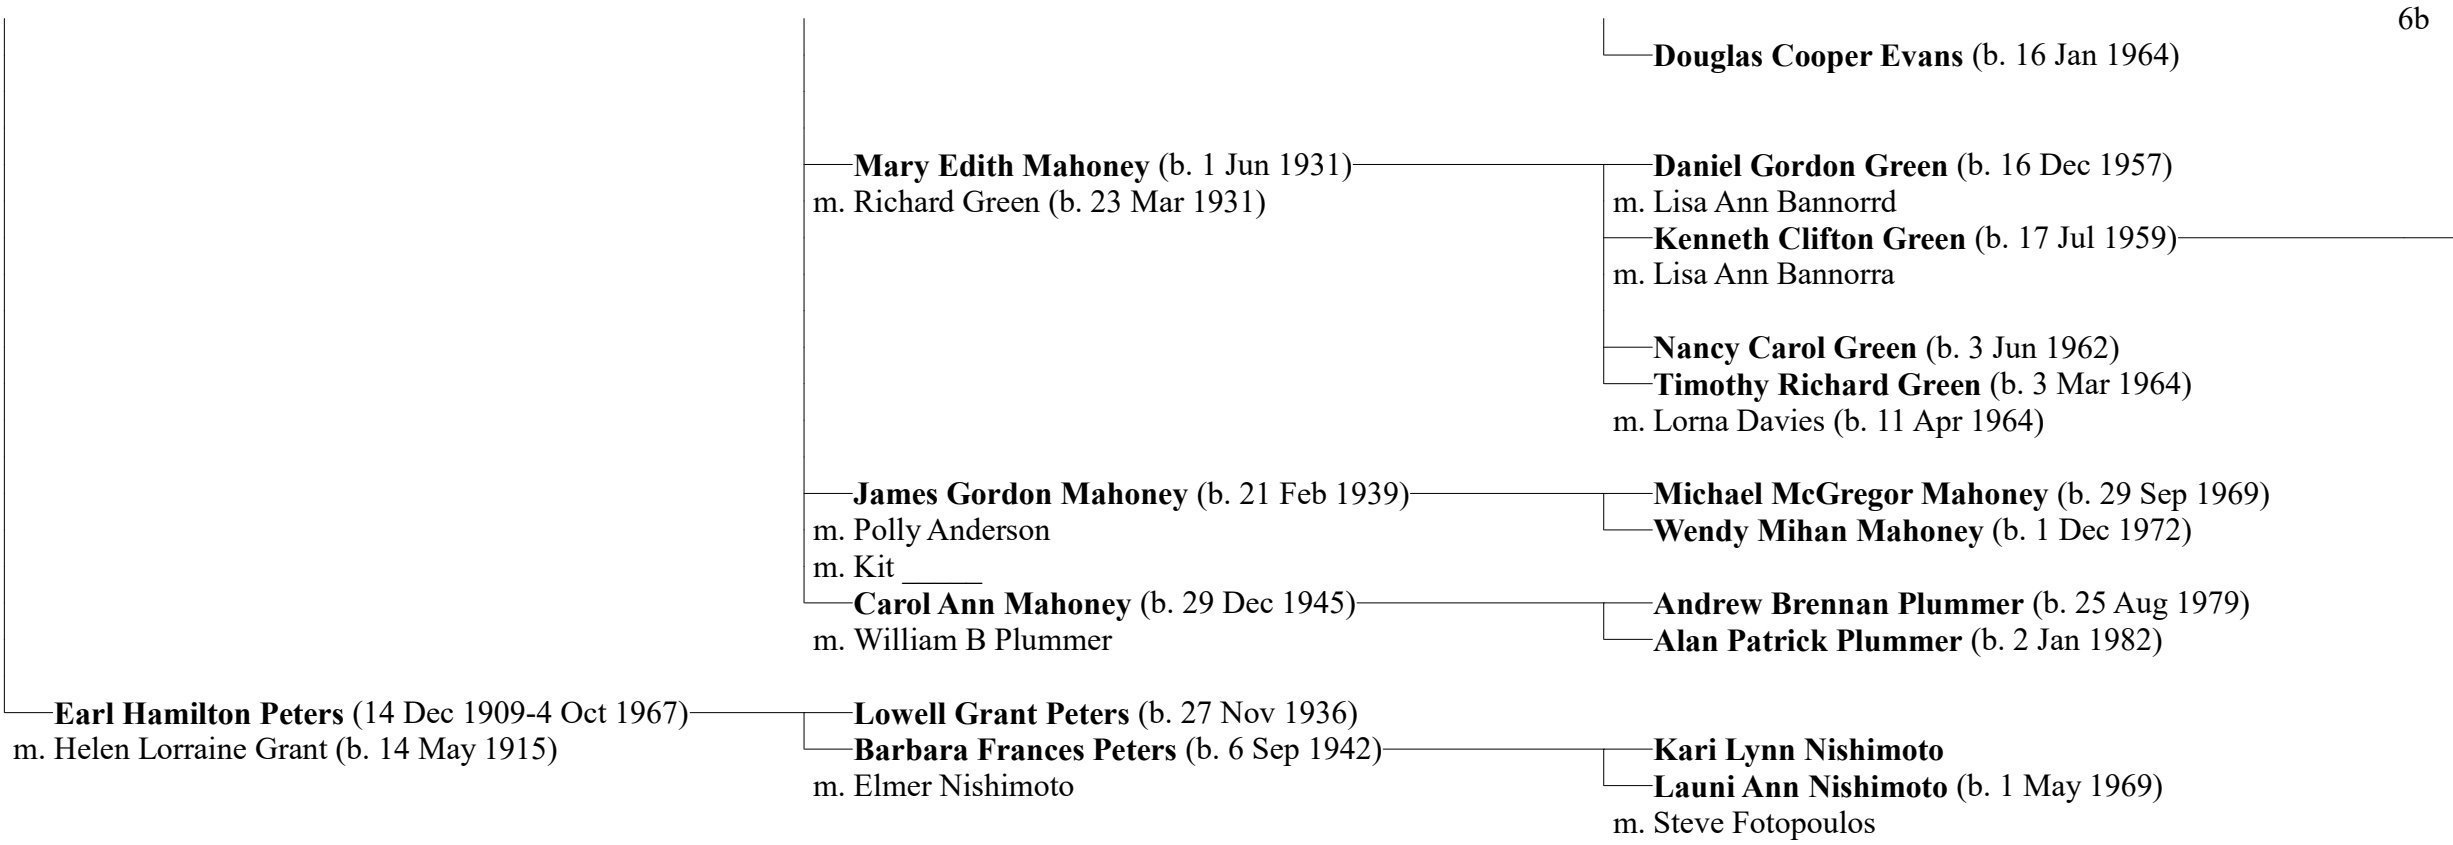 6b
Douglas Cooper Evans (b. 16 Jan 1964)
Mary Edith Mahoney (b. 1 Jun 1931) Daniel Gordon Green (b. 16 Dec 1957)
m. Richard Green (b. 23 Mar 1931) m. Lisa Ann Bannorrd
Kenneth Clifton Green (b. 17 Jul 1959)
m. Lisa Ann Bannorra
Nancy Carol Green (b. 3 Jun 1962)
Timothy Richard Green (b. 3 Mar 1964)
m. Lorna Davies (b. 11 Apr 1964)
James Gordon Mahoney (b. 21 Feb 1939) Michael McGregor Mahoney (b. 29 Sep 1969)
m. Polly Anderson Wendy Mihan Mahoney (b. 1 Dec 1972)
m. Kit _____
Carol Ann Mahoney (b. 29 Dec 1945) Andrew Brennan Plummer (b. 25 Aug 1979)
m. William B Plummer Alan Patrick Plummer (b. 2 Jan 1982)
Earl Hamilton Peters (14 Dec 1909-4 Oct 1967) Lowell Grant Peters (b. 27 Nov 1936)
m. Helen Lorraine Grant (b. 14 May 1915) Barbara Frances Peters (b. 6 Sep 1942) Kari Lynn Nishimoto
m. Elmer Nishimoto Launi Ann Nishimoto (b. 1 May 1969)
m. Steve Fotopoulos